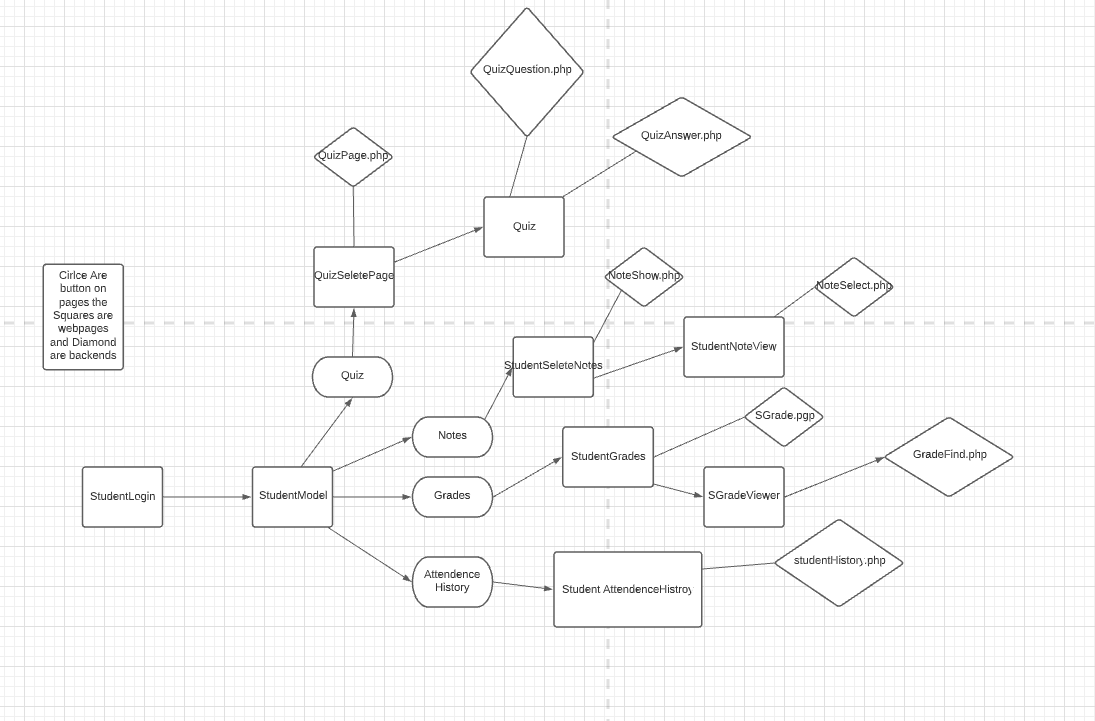 QuizQuestion.php
QuizAnswer.php
QuizPage.php
Quiz
QuizSeletePage
Cirlce Are
button on
pages the
Squares are
webpages
and Diamond
are backends
NoteShow.php
NoteSelect.php
StudentNoteView
StudentSeleteNotes
Quiz
Notes
SGrade.pgp
StudentGrades
GradeFind.php
StudentLogin
StudentModel
Grades
SGradeViewer
studentHistory.php
Attendence
History
Student AttendenceHistroy